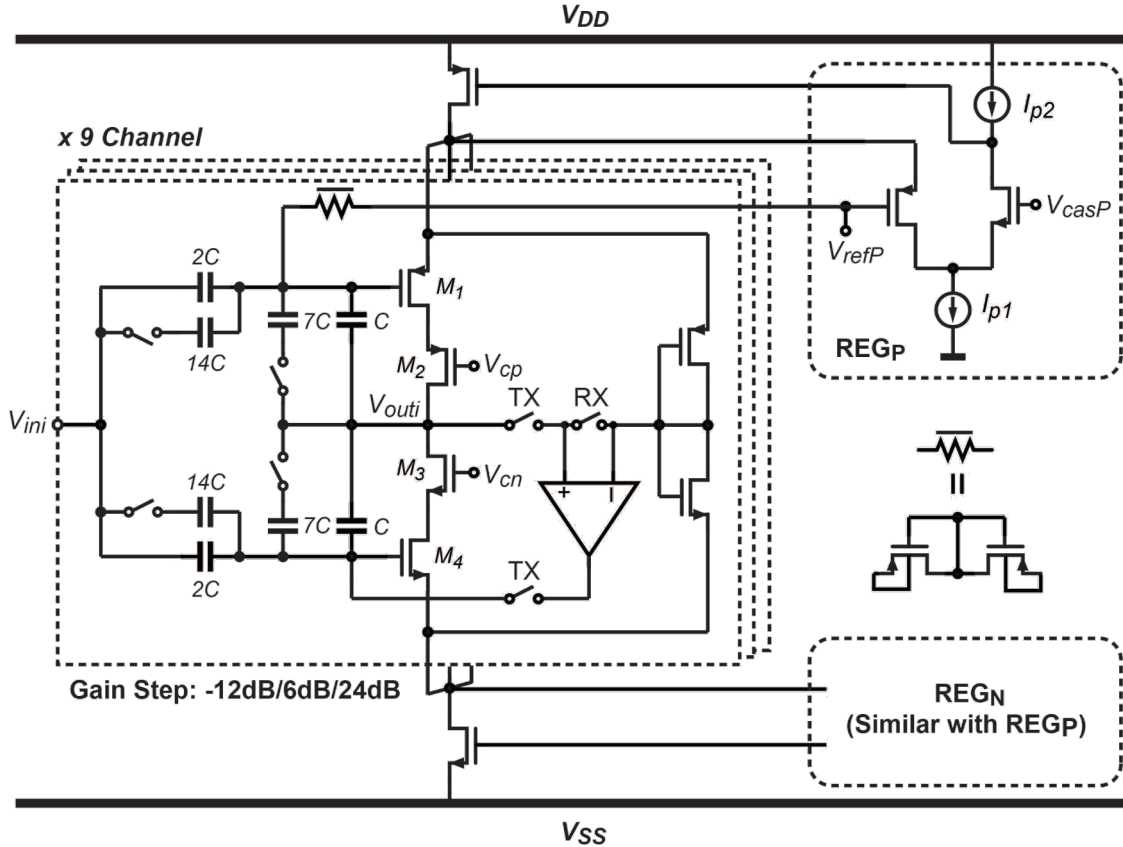 VDD
x 9 Channel
Ip2
VcasP
VrefP
Ip1
REGP
2C
14C
7C
C
M1
M2
Vcp
Vini
Vouti
TX
RX
M3
Vcn
+
14C
7C
C
2C
M4
TX
Gain Step: -12dB/6dB/24dB
REGN
(Similar with REGP)
VSS